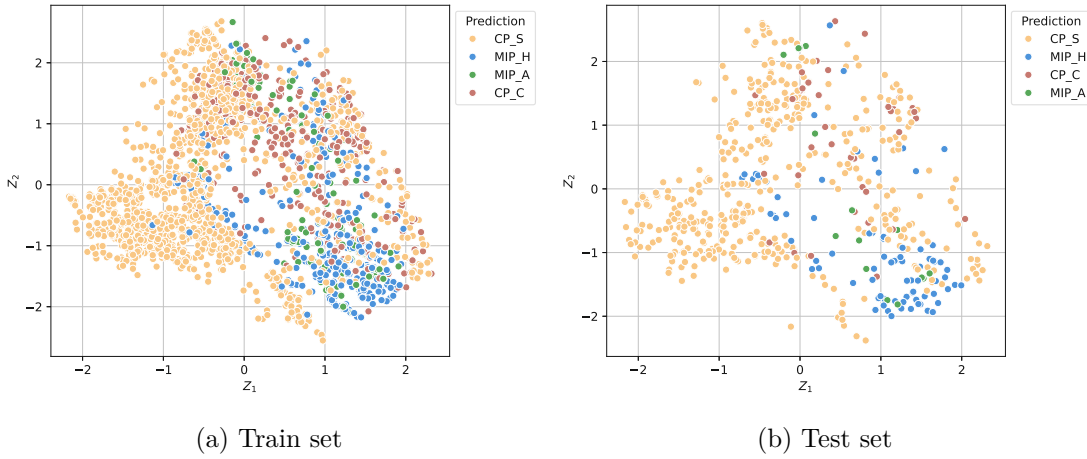 Prediction
CP_S
MIP_H
MIP_A
CP_C
2
1
0
−1
−2
Z2
−2
−1
0
1
2
Z1
(a) Train set
Prediction
CP_S
MIP_H
CP_C
MIP_A
2
1
0
−1
−2
Z2
−2
−1
0
1
2
Z1
(b) Test set